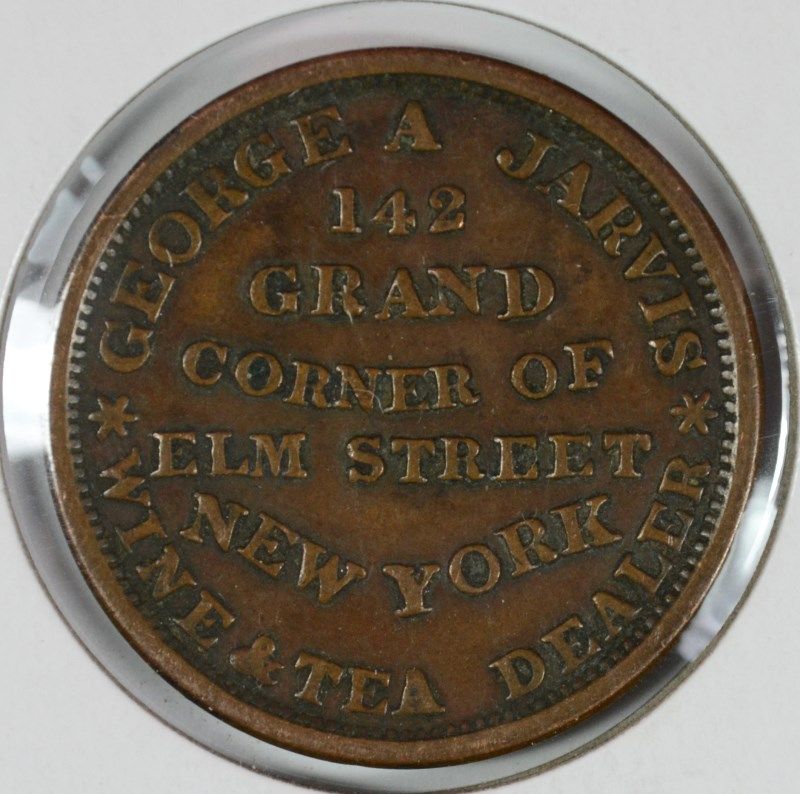 GEORGE A JARVIS
142
GRAND
CORNER OF
ELM STREET
NEW YORK
* WINE & TEA DEALER *